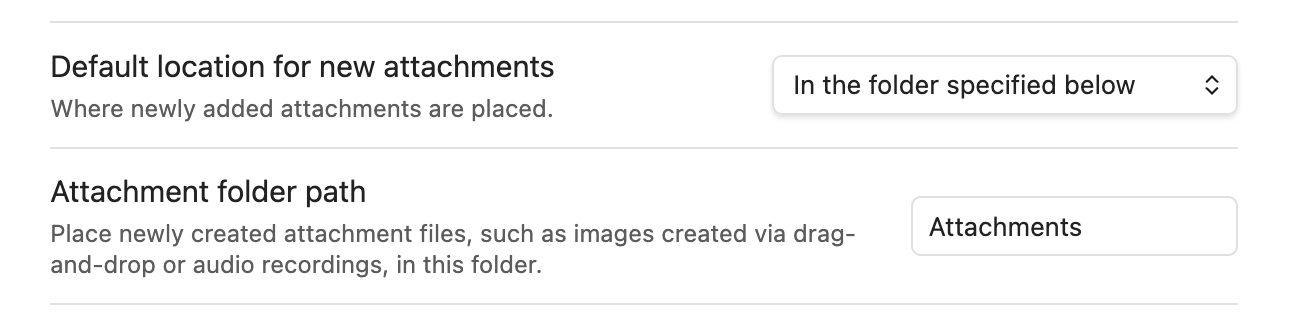 Default location for new attachments
Where newly added attachments are placed.
In the folder specified below
Attachment folder path
Place newly created attachment files, such as images created via drag-
and-drop or audio recordings, in this folder.
Attachments